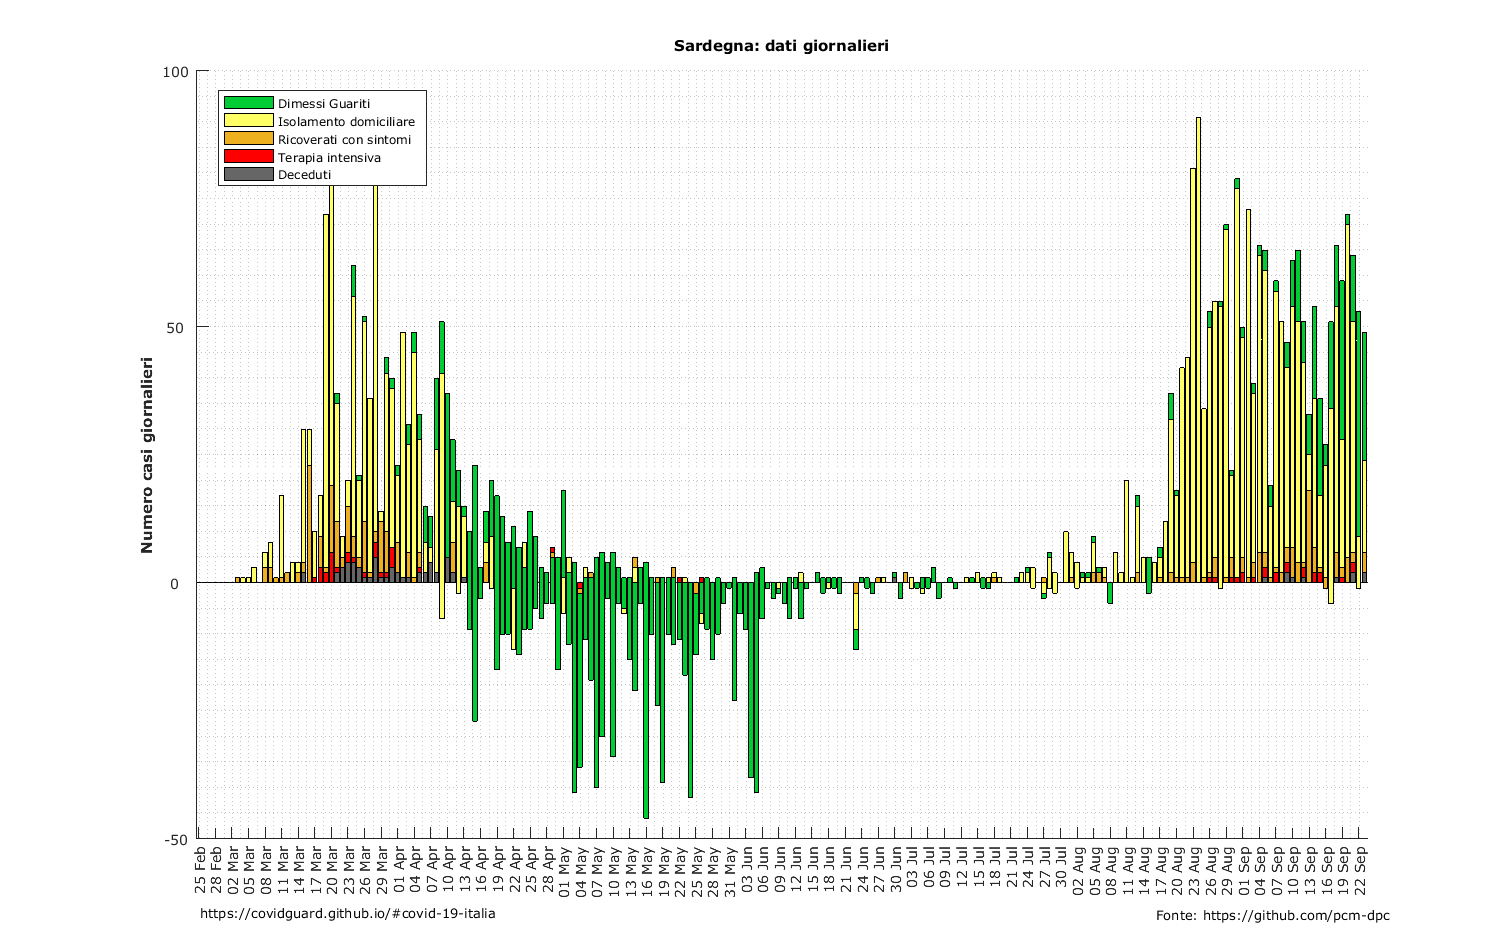 Sardegna: dati giornalieri
100
50
0
-50
Numero casi giornalieri
Dimessi Guariti
Isolamento domiciliare
Ricoverati con sintomi
Terapia intensiva
Deceduti
25 Feb
28 Feb
02 Mar
05 Mar
08 Mar
11 Mar
14 Mar
17 Mar
20 Mar
23 Mar
26 Mar
29 Mar
01 Apr
04 Apr
07 Apr
10 Apr
13 Apr
16 Apr
19 Apr
22 Apr
25 Apr
28 Apr
01 May
04 May
07 May
10 May
13 May
16 May
19 May
22 May
25 May
28 May
31 May
03 Jun
06 Jun
09 Jun
12 Jun
15 Jun
18 Jun
21 Jun
24 Jun
27 Jun
30 Jun
03 Jul
06 Jul
09 Jul
12 Jul
15 Jul
18 Jul
21 Jul
24 Jul
27 Jul
30 Jul
02 Aug
05 Aug
08 Aug
11 Aug
14 Aug
17 Aug
20 Aug
23 Aug
26 Aug
29 Aug
01 Sep
04 Sep
07 Sep
10 Sep
13 Sep
16 Sep
19 Sep
22 Sep
https://covidguard.github.io/#covid-19-italia
Fonte: https://github.com/pcm-dpc